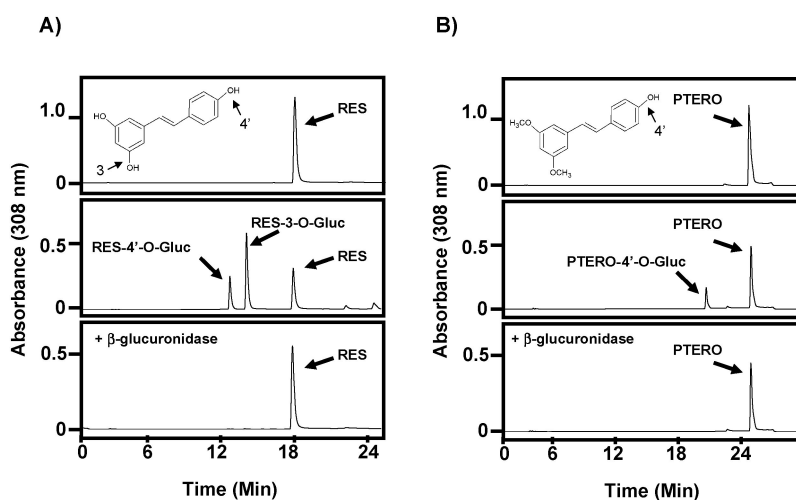 A)
Absorbance (308 nm)
1.0
0
OH
4’
HO
3
OH
RES
0.5
0
RES-4’-O-Gluc
RES-3-O-Gluc
RES
0.5
0
+ β-glucuronidase
RES
0 6 12 18 24
Time (Min)
B)
Absorbance (308 nm)
1.0
0
OH
4’
H₃CO
OCH₃
PTERO
0.5
0
PTERO-4’-O-Gluc
PTERO
0.5
0
+ β-glucuronidase
PTERO
0 6 12 18 24
Time (Min)